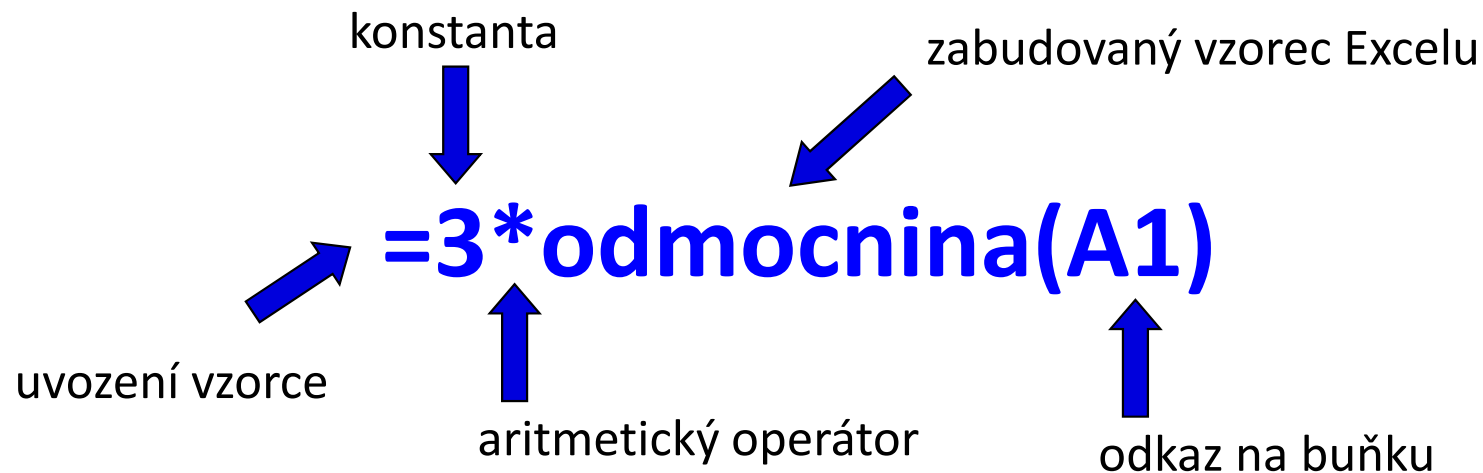 konstanta
zabudovaný vzorec Excelu
=3*odmocnina(A1)
uvození vzorce
aritmetický operátor
odkaz na buňku